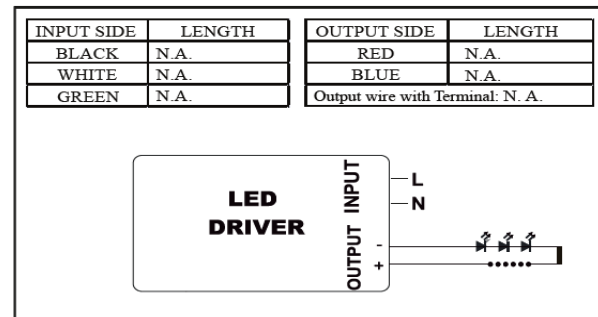 INPUT SIDE LENGTH
BLACK N.A.
WHITE N.A.
GREEN N.A.
OUTPUT SIDE LENGTH
RED N.A.
BLUE N.A.
Output wire with Terminal: N. A.
LED
DRIVER
INPUT
L
N
OUTPUT
-
+